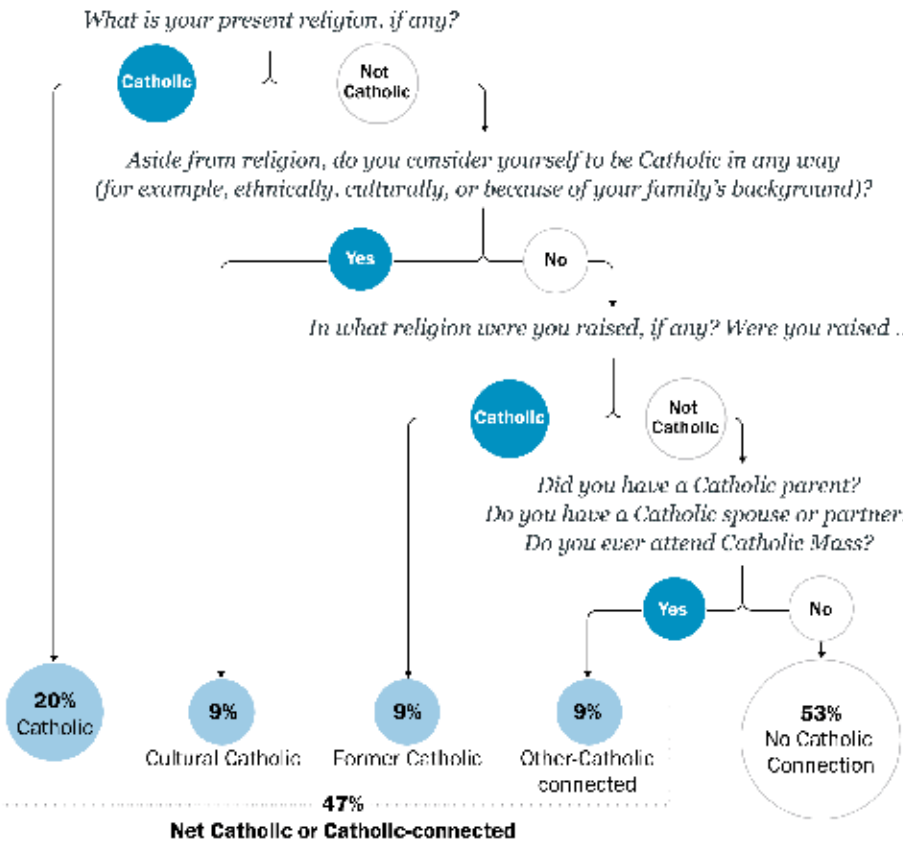 What is your present religion, if any?
Catholic
Not
Catholic
Aside from religion, do you consider yourself to be Catholic in any way
(for example, ethnically, culturally, or because of your family's background)?
Yes
No
In what religion were you raised, if any? Were you raised ..
Catholic
Not
Catholic
Did you have a Catholic parent?
Do you have a Catholic spouse or partner
Do you ever attend Catholic Mass?
Yes
No
20%
Catholic
9%
Cultural Catholic
9%
Former Catholic
9%
Other-Catholic
connected
53%
No Catholic
Connection
47%
Net Catholic or Catholic-connected